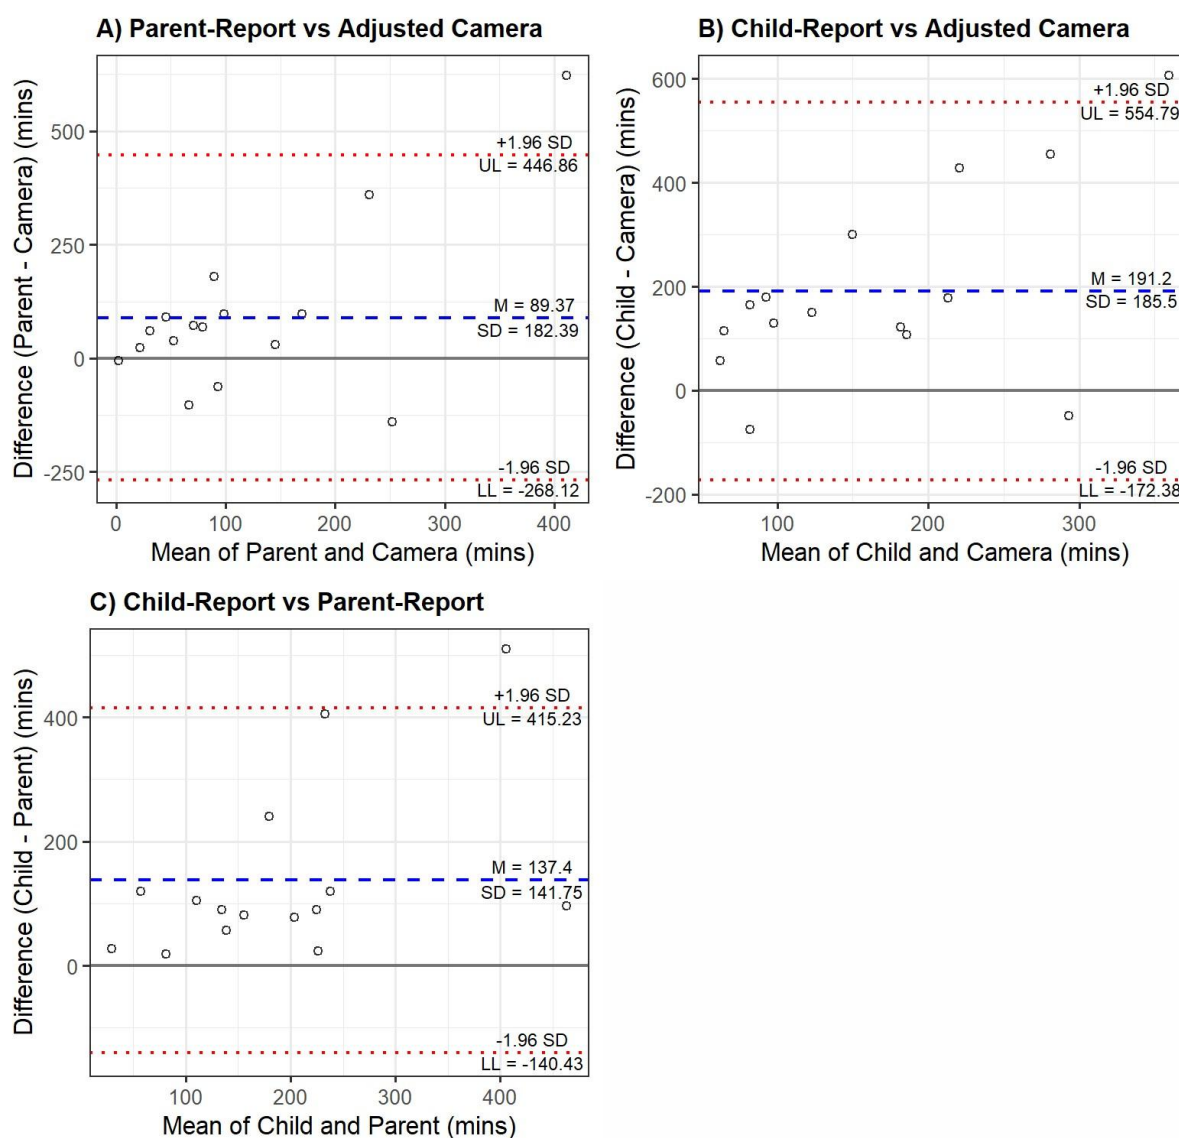 A) Parent-Report vs Adjusted Camera
Difference (Parent - Camera) (mins)
500
250
0
-250
+1.96 SD
UL = 446.86
M = 89.37
SD = 182.39
-1.96 SD
LL = -268.12
0
100
200
300
400
Mean of Parent and Camera (mins)
B) Child-Report vs Adjusted Camera
Difference (Child - Camera) (mins)
600
400
200
0
-200
+1.96 SD
UL = 554.79
M = 191.2
SD = 185.5
-1.96 SD
LL = -172.38
100
200
300
Mean of Child and Camera (mins)
C) Child-Report vs Parent-Report
Difference (Child - Parent) (mins)
400
200
0
+1.96 SD
UL = 415.23
M = 137.4
SD = 141.75
-1.96 SD
LL = -140.43
100
200
300
400
Mean of Child and Parent (mins)